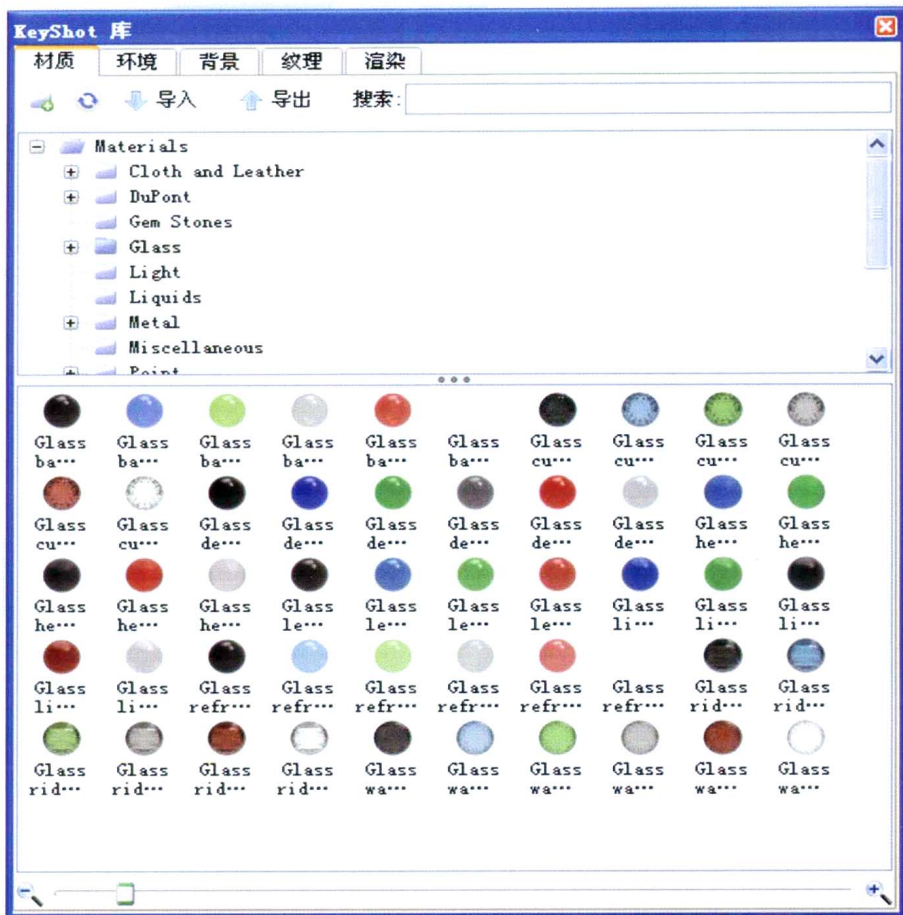 KeyShot 库
材质 环境 背景 纹理 渲染
导入 导出 搜索:
Materials
Cloth and Leather
DuPont
Gem Stones
Glass
Light
Liquids
Metal
Miscellaneous
Paint
Glass Glass Glass Glass Glass Glass Glass Glass Glass Glass
ba… ba… ba… ba… ba… ba… cu… cu… cu… cu…
Glass Glass Glass Glass Glass Glass Glass Glass Glass Glass
cu… cu… de… de… de… de… de… de… he… he…
Glass Glass Glass Glass Glass Glass Glass Glass Glass Glass
he… he… he… le… le… le… le… li… li… li…
Glass Glass Glass Glass Glass Glass Glass Glass Glass Glass
li… li… refr… refr… refr… refr… refr… refr… rid… rid…
Glass Glass Glass Glass Glass Glass Glass Glass Glass Glass
rid… rid… rid… rid… wa… wa… wa… wa… wa… wa…